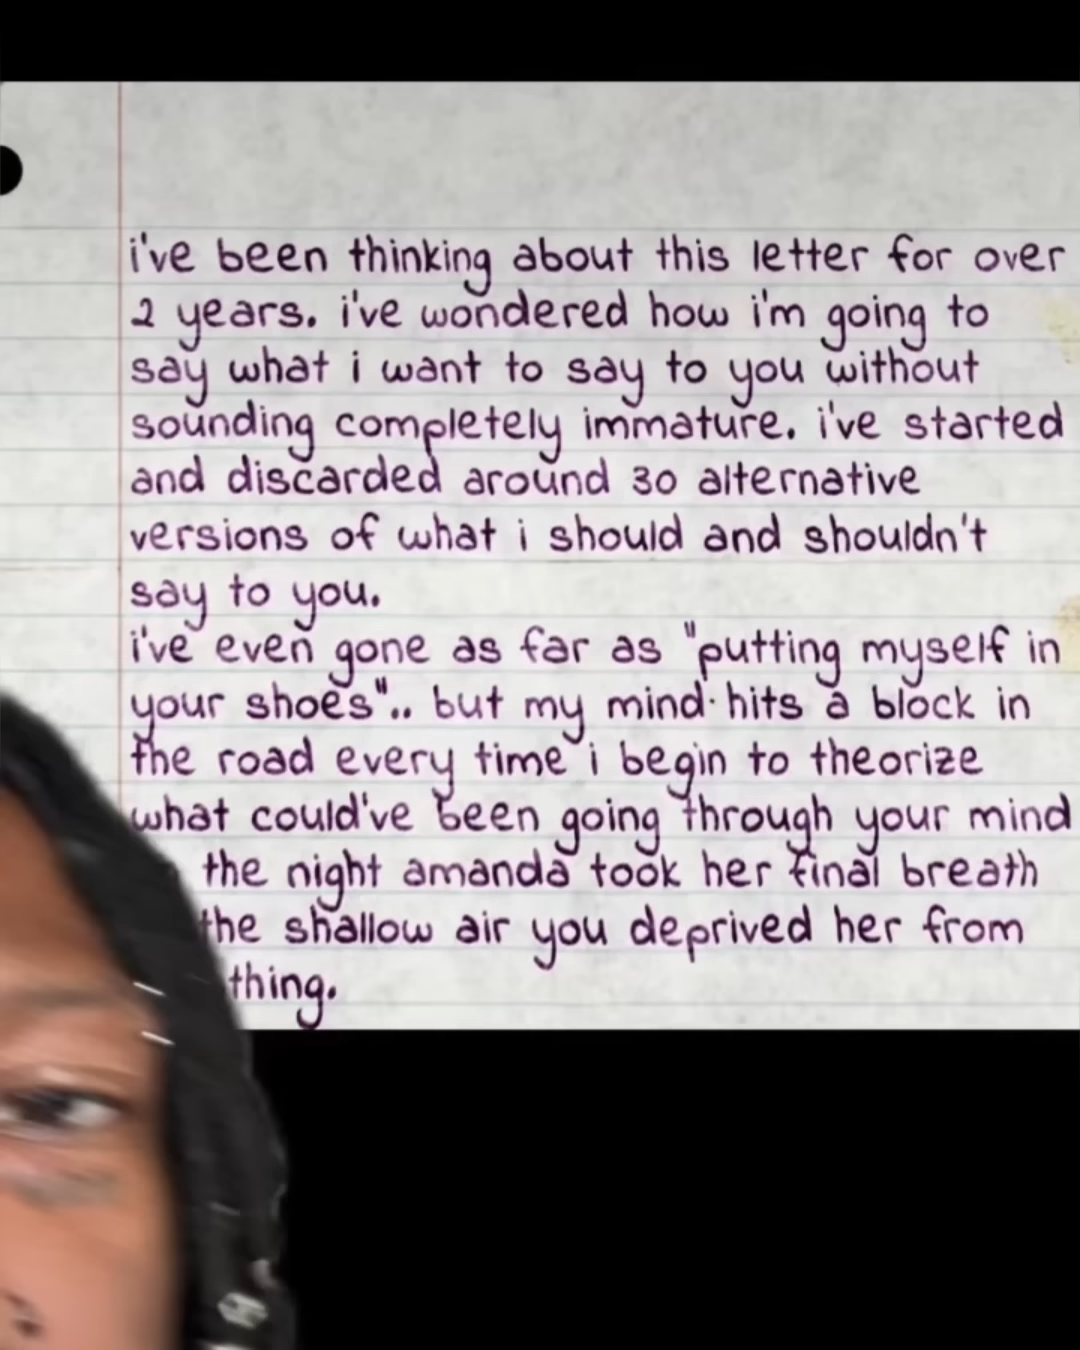 i've been thinking about this letter for over
2 years. i've wondered how i'm going to
say what i want to say to you without
sounding completely immature. i've started
and discarded around 30 alternative
versions of what i should and shouldn't
say to you.
i've even gone as far as "putting myself in
your shoes".. but my mind hits a block in
the road every time i begin to theorize
what could've been going through your mind
the night amanda took her final breath
the shallow air you deprived her from
thing.